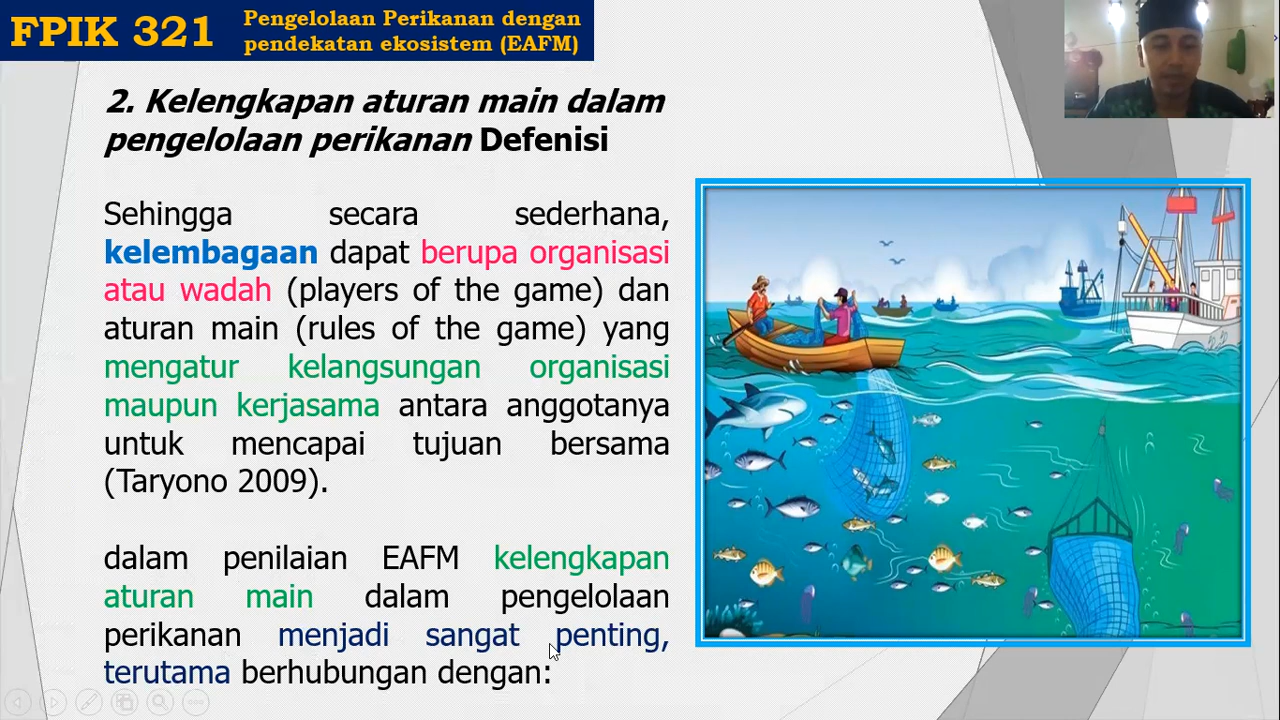 FPIK 321
Pengelolaan Perikanan dengan
pendekatan ekosistem (EAFM)
2. Kelengkapan aturan main dalam
pengelolaan perikanan Defenisi
Sehingga secara sederhana,
kelembagaan dapat berupa organisasi
atau wadah (players of the game) dan
aturan main (rules of the game) yang
mengatur kelangsungan organisasi
maupun kerjasama antara anggotanya
untuk mencapai tujuan bersama
(Taryono 2009).
dalam penilaian EAFM kelengkapan
aturan main dalam pengelolaan
perikanan menjadi sangat penting,
terutama berhubungan dengan: